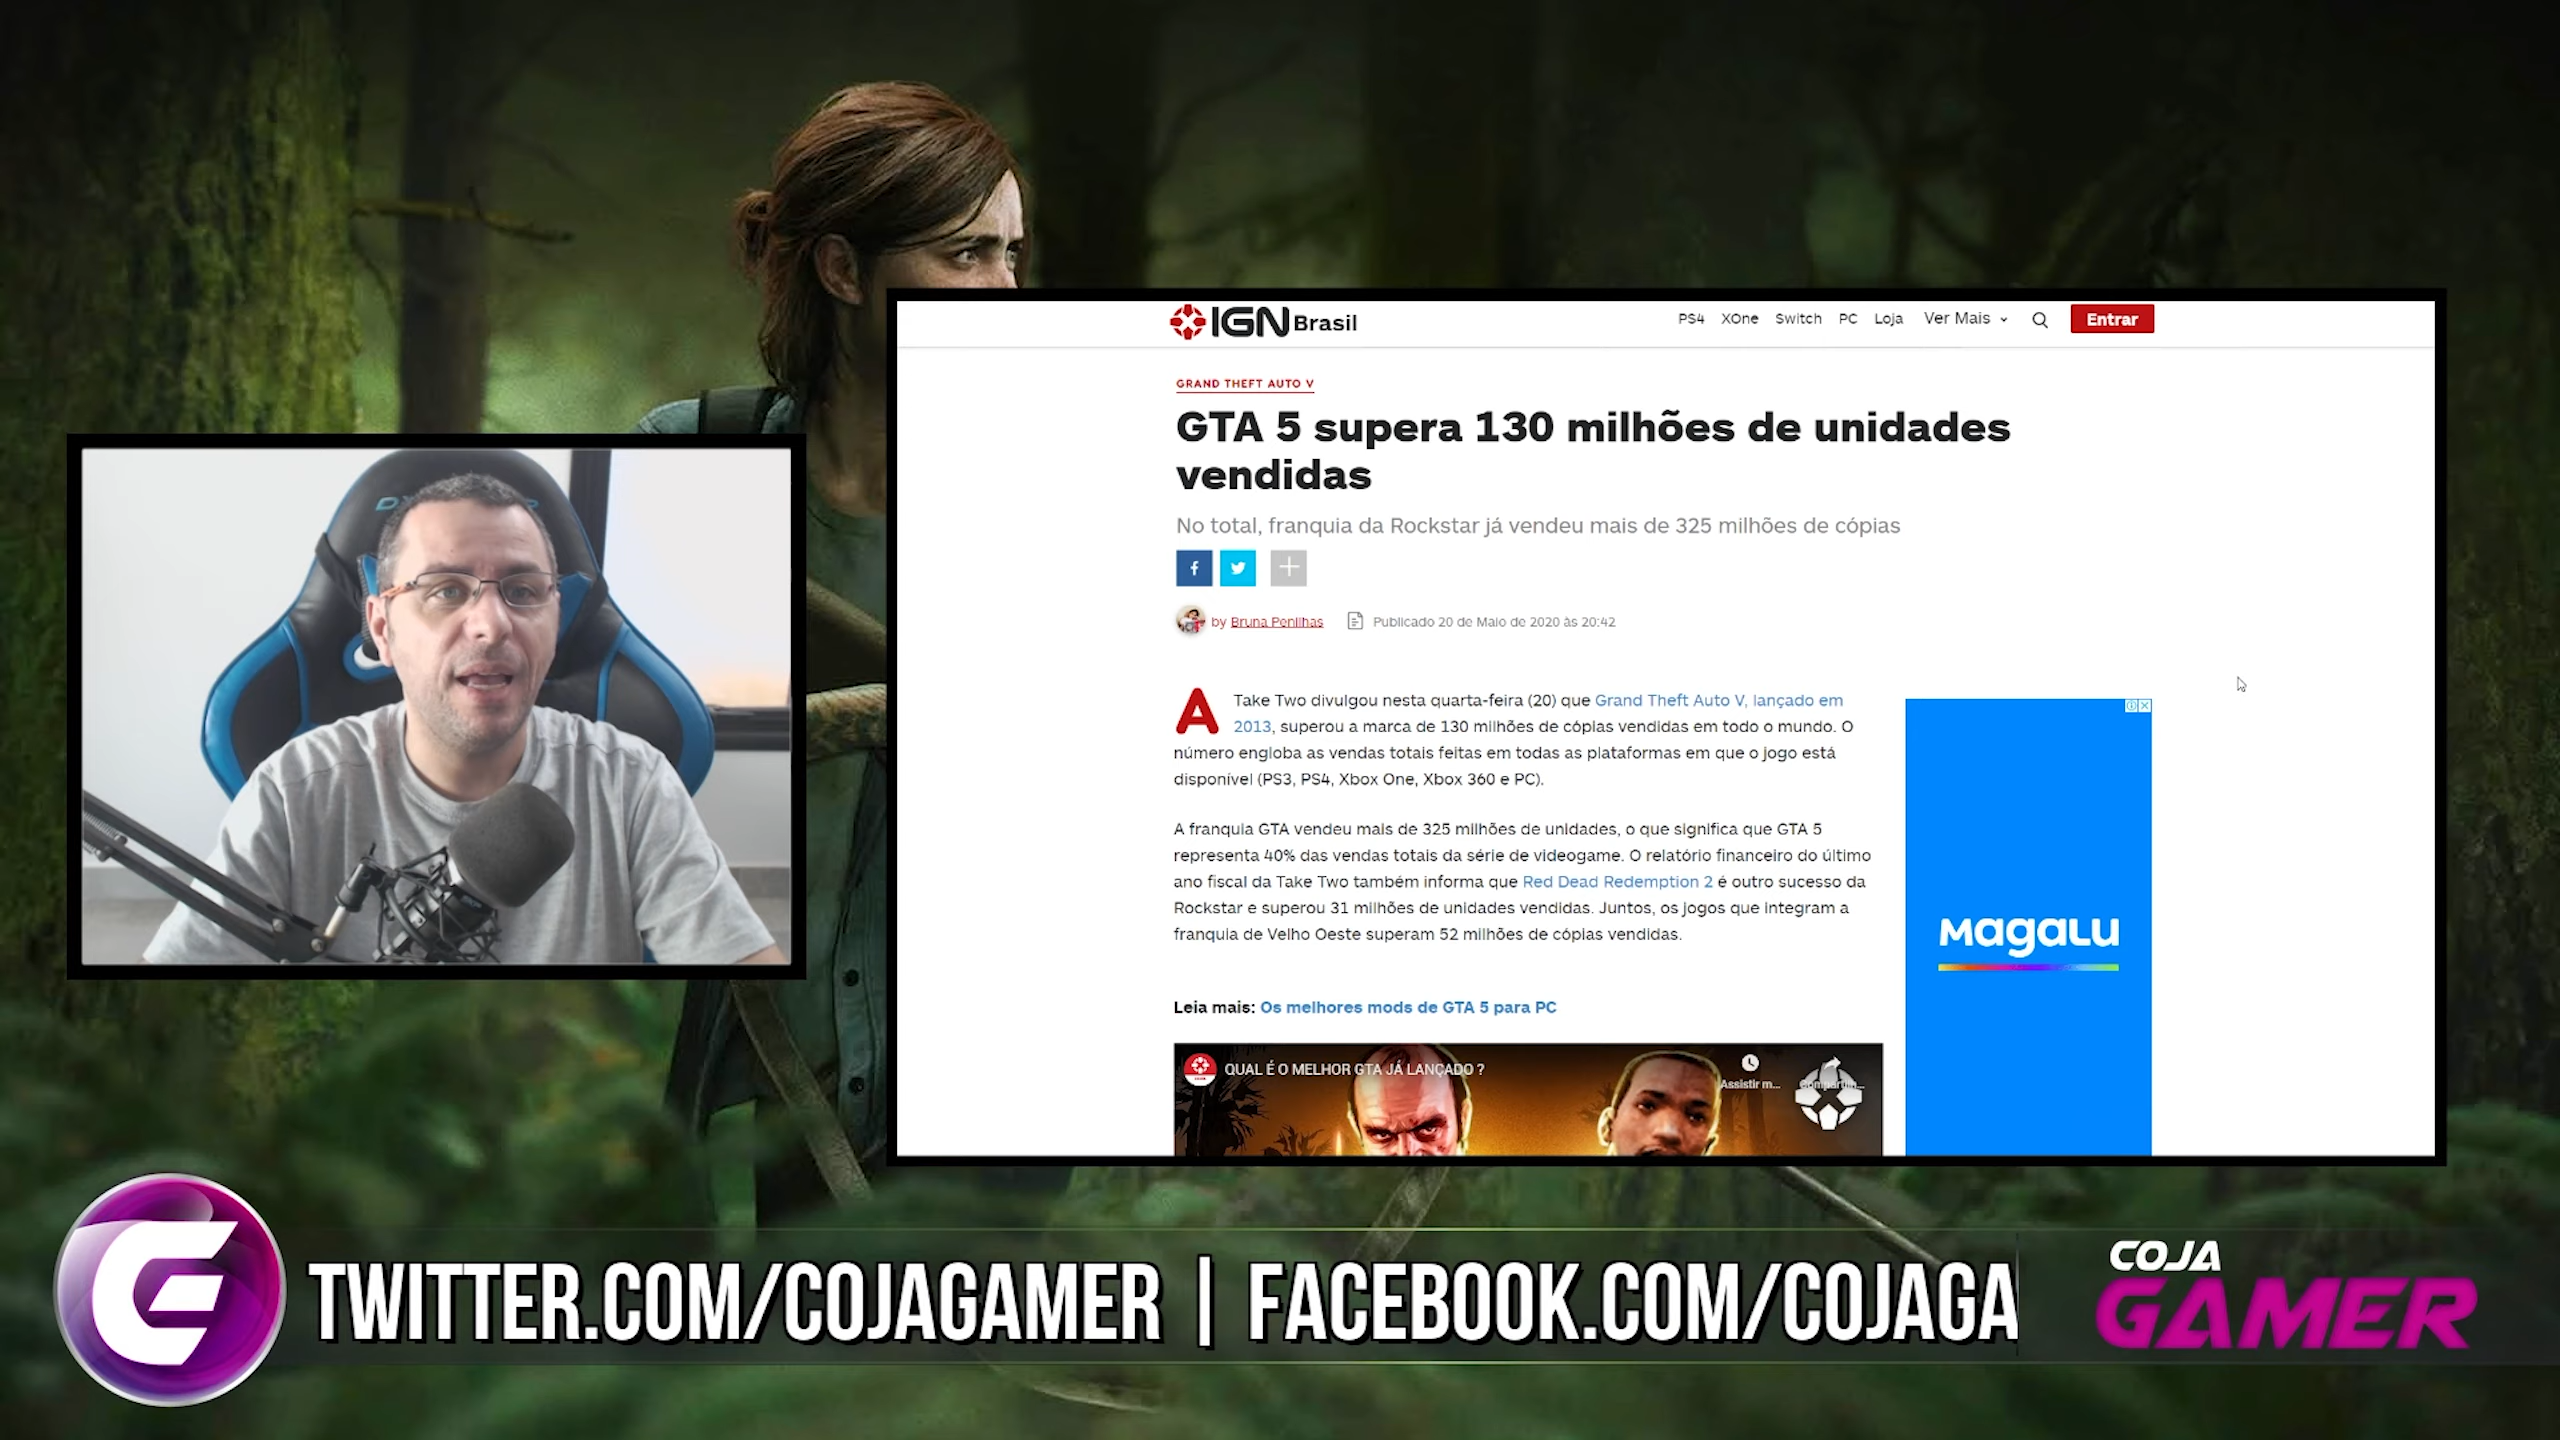 IGN Brasil
PS4 XOne Switch PC Loja Ver Mais Entrar
GRAND THEFT AUTO V
GTA 5 supera 130 milhões de unidades
vendidas
No total, franquia da Rockstar já vendeu mais de 325 milhões de cópias
by Bruna Penilhas Publicado 20 de Maio de 2020 às 20:42
A Take Two divulgou nesta quarta-feira (20) que Grand Theft Auto V, lançado em
2013, superou a marca de 130 milhões de cópias vendidas em todo o mundo. O
número engloba as vendas totais feitas em todas as plataformas em que o jogo está
disponível (PS3, PS4, Xbox One, Xbox 360 e PC).
A franquia GTA vendeu mais de 325 milhões de unidades, o que significa que GTA 5
representa 40% das vendas totais da série de videogame. O relatório financeiro do último
ano fiscal da Take Two também informa que Red Dead Redemption 2 é outro sucesso da
Rockstar e superou 31 milhões de unidades vendidas. Juntos, os jogos que integram a
franquia de Velho Oeste superam 52 milhões de cópias vendidas.
Magalu
Leia mais: Os melhores mods de GTA 5 para PC
QUAL É O MELHOR GTA JÁ LANÇADO ?
Assistir m...
Compartilh...
TWITTER.COM/COJAGAMER | FACEBOOK.COM/COJAGA
COJA
GAMER